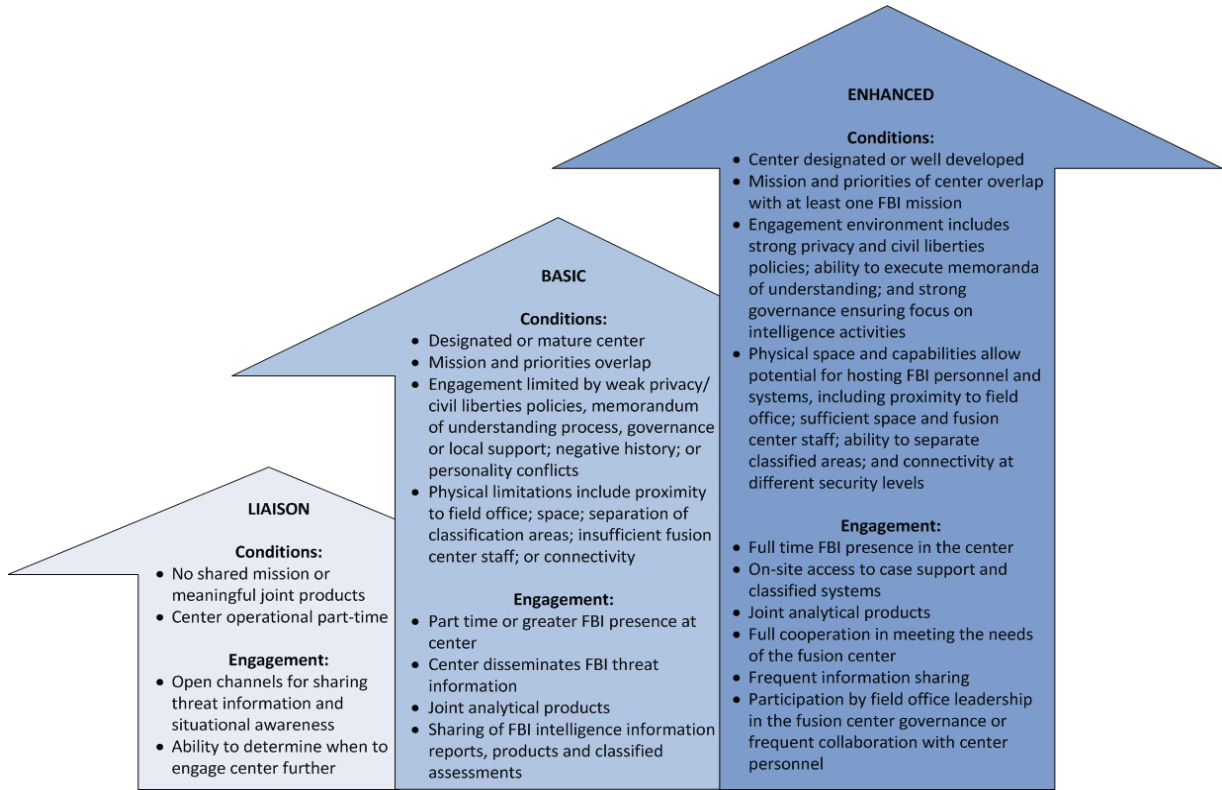 LIAISON
Conditions:
• No shared mission or
meaningful joint products
• Center operational part-time
Engagement:
• Open channels for sharing
threat information and
situational awareness
• Ability to determine when to
engage center further
BASIC
Conditions:
• Designated or mature center
• Mission and priorities overlap
• Engagement limited by weak privacy/
civil liberties policies, memorandum
of understanding process, governance
or local support; negative history; or
personality conflicts
• Physical limitations include proximity
to field office; space; separation of
classification areas; insufficient fusion
center staff; or connectivity
Engagement:
• Part time or greater FBI presence at
center
• Center disseminates FBI threat
information
• Joint analytical products
• Sharing of FBI intelligence information
reports, products and classified
assessments
ENHANCED
Conditions:
• Center designated or well developed
• Mission and priorities of center overlap
with at least one FBI mission
• Engagement environment includes
strong privacy and civil liberties
policies; ability to execute memoranda
of understanding; and strong
governance ensuring focus on
intelligence activities
• Physical space and capabilities allow
potential for hosting FBI personnel and
systems, including proximity to field
office; sufficient space and fusion
center staff; ability to separate
classified areas; and connectivity at
different security levels
Engagement:
• Full time FBI presence in the center
• On-site access to case support and
classified systems
• Joint analytical products
• Full cooperation in meeting the needs
of the fusion center
• Frequent information sharing
• Participation by field office leadership
in the fusion center governance or
frequent collaboration with center
personnel